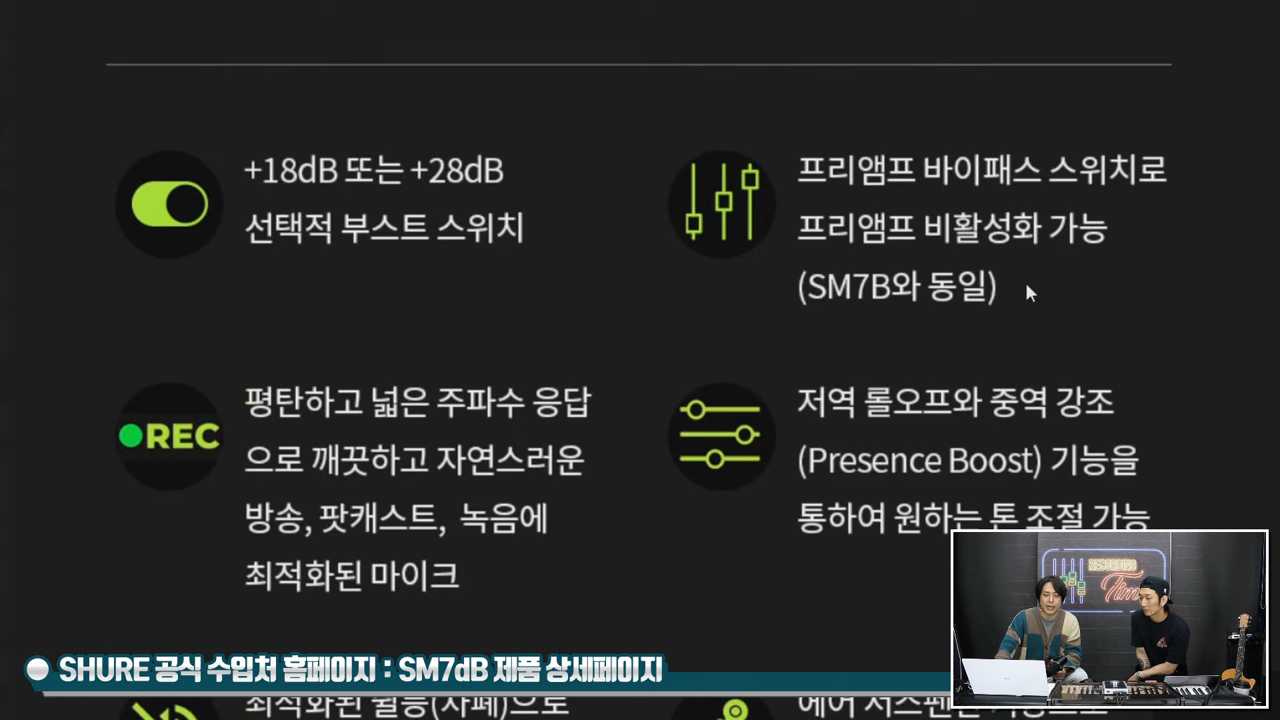 +18dB 또는 +28dB
선택적 부스트 스위치
프리앰프 바이패스 스위치로
프리앰프 비활성화 가능
(SM7B와 동일)
REC
평탄하고 넓은 주파수 응답
으로 깨끗하고 자연스러운
방송, 팟캐스트, 녹음에
최적화된 마이크
저역 롤오프와 중역 강조
(Presence Boost) 기능을
통하여 원하는 톤 조절 가능
RECORDING
Time
SHURE 공식 수입처 홈페이지 : SM7dB 제품 상세페이지
최적화된